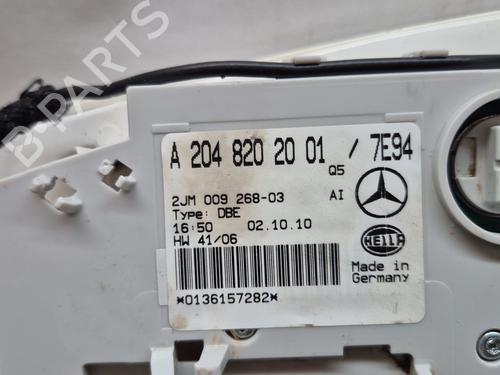 B PARTS
A 204 820 20 01 / 7E94
Q5
2JM 009 268-03 AI
Type: DBE
16:50 02.10.10
HW 41/06
HELLA
Made in
Germany
*0136157282*